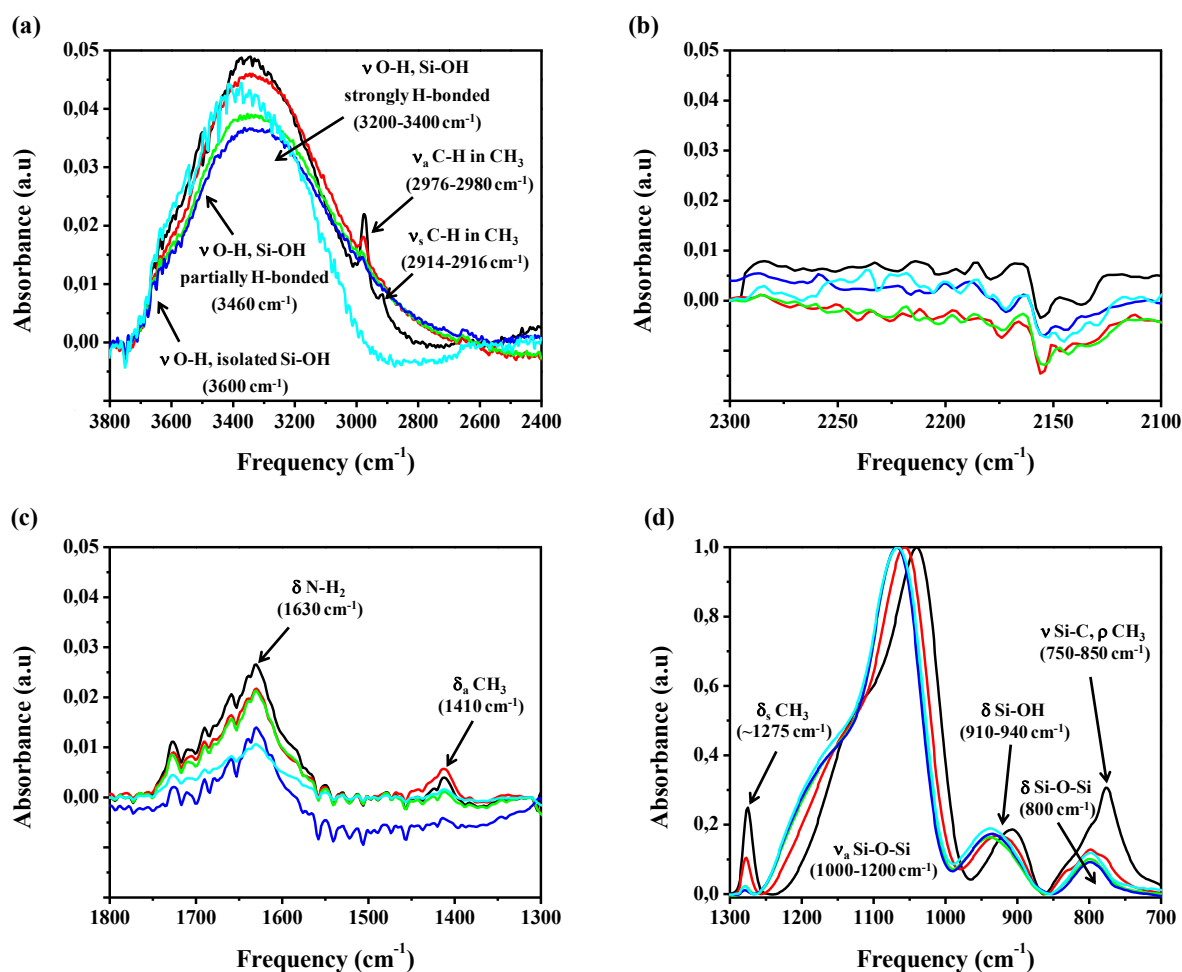 (a)
0,05
0,04
0,03
0,02
0,01
0,00
Absorbance (a.u)
ν O-H, Si-OH
strongly H-bonded
(3200-3400 cm⁻¹)
νₐ C-H in CH₃
(2976-2980 cm⁻¹)
νₛ C-H in CH₃
(2914-2916 cm⁻¹)
ν O-H, Si-OH
partially H-bonded
(3460 cm⁻¹)
ν O-H, isolated Si-OH
(3600 cm⁻¹)
3800 3600 3400 3200 3000 2800 2600 2400
Frequency (cm⁻¹)
(b)
0,05
0,04
0,03
0,02
0,01
0,00
Absorbance (a.u)
2300 2250 2200 2150 2100
Frequency (cm⁻¹)
(c)
0,05
0,04
0,03
0,02
0,01
0,00
Absorbance (a.u)
δ N-H₂
(1630 cm⁻¹)
δₐ CH₃
(1410 cm⁻¹)
1800 1700 1600 1500 1400 1300
Frequency (cm⁻¹)
(d)
1,0
0,8
0,6
0,4
0,2
0,0
Absorbance (a.u)
ν Si-C, ρ CH₃
(750-850 cm⁻¹)
δₛ CH₃
(~1275 cm⁻¹)
δ Si-OH
(910-940 cm⁻¹)
δ Si-O-Si
(800 cm⁻¹)
νₐ Si-O-Si
(1000-1200 cm⁻¹)
1300 1200 1100 1000 900 800 700
Frequency (cm⁻¹)